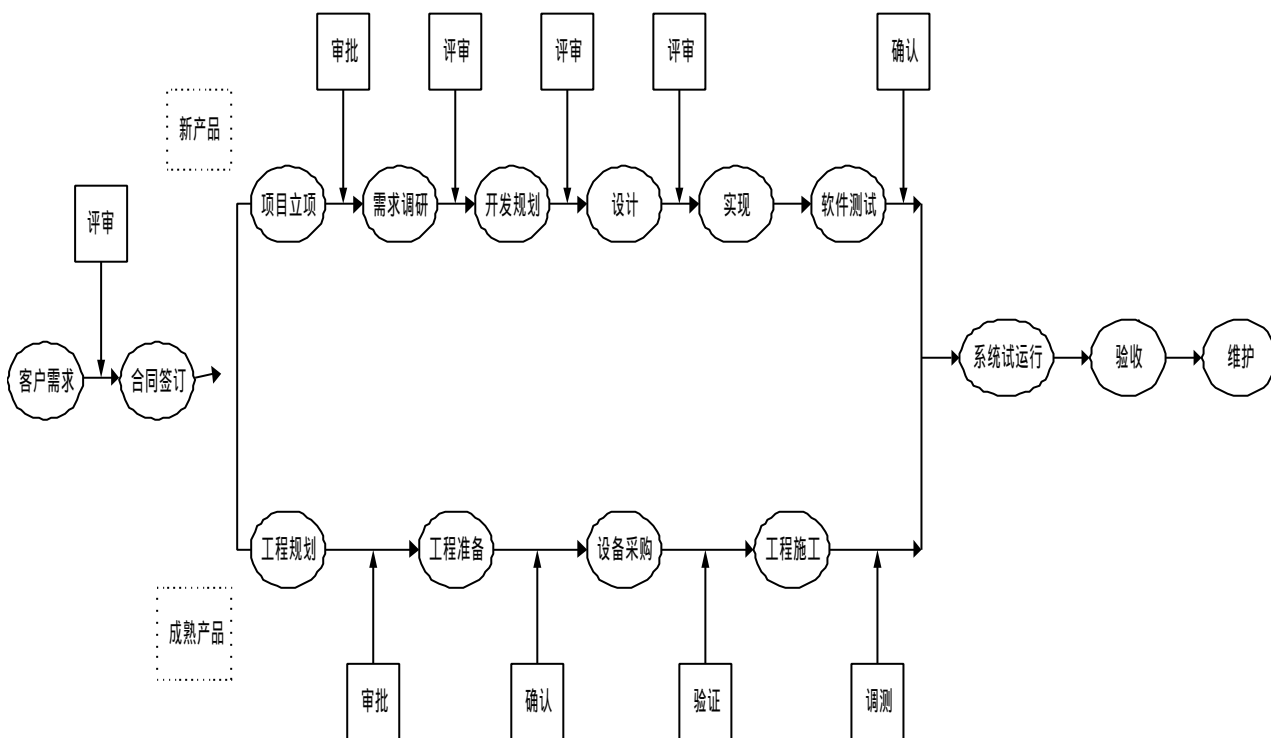 审批
评审
评审
评审
确认
新产品
项目立项
需求调研
开发规划
设计
实现
软件测试
评审
客户需求
合同签订
系统试运行
验收
维护
工程规划
工程准备
设备采购
工程施工
成熟产品
审批
确认
验证
调测